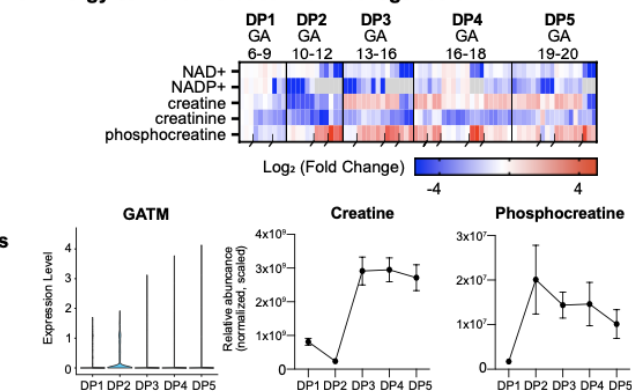 DP1 DP2 DP3 DP4 DP5
GA GA GA GA GA
6-9 10-12 13-16 16-18 19-20
NAD+
NADP+
creatine
creatinine
phosphocreatine
Log₂ (Fold Change)
-4 4
s
GATM
Expression Level
4
3
2
1
0
DP1 DP2 DP3 DP4 DP5
Creatine
Relative abuncance
(normalized, scaled)
4x10⁹
3x10⁹
2x10⁹
1x10⁹
0
DP1 DP2 DP3 DP4 DP5
Phosphocreatine
3x10⁷
2x10⁷
1x10⁷
0
DP1 DP2 DP3 DP4 DP5